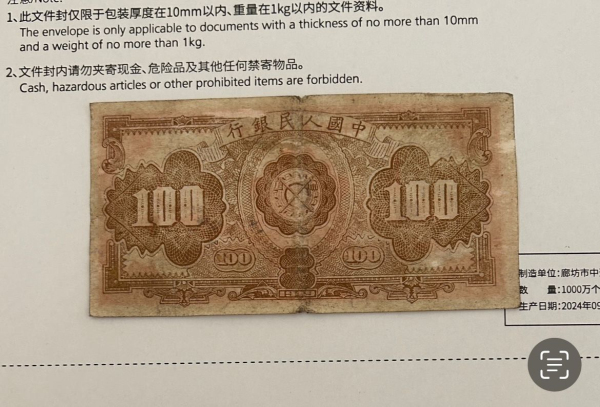 1、此文件封仅限于包装厚度在10mm以内、重量在1kg以内的文件资料。
The envelope is only applicable to documents with a thickness of no more than 10mm
and a weight of no more than 1kg.
2、文件封内请勿夹寄现金、危险品及其他任何禁寄物品。
Cash, hazardous articles or other prohibited items are forbidden.
行銀民人國中
100 100
100 100
制造单位:廊坊市中
数 量:1000万个
生产日期:2024年09